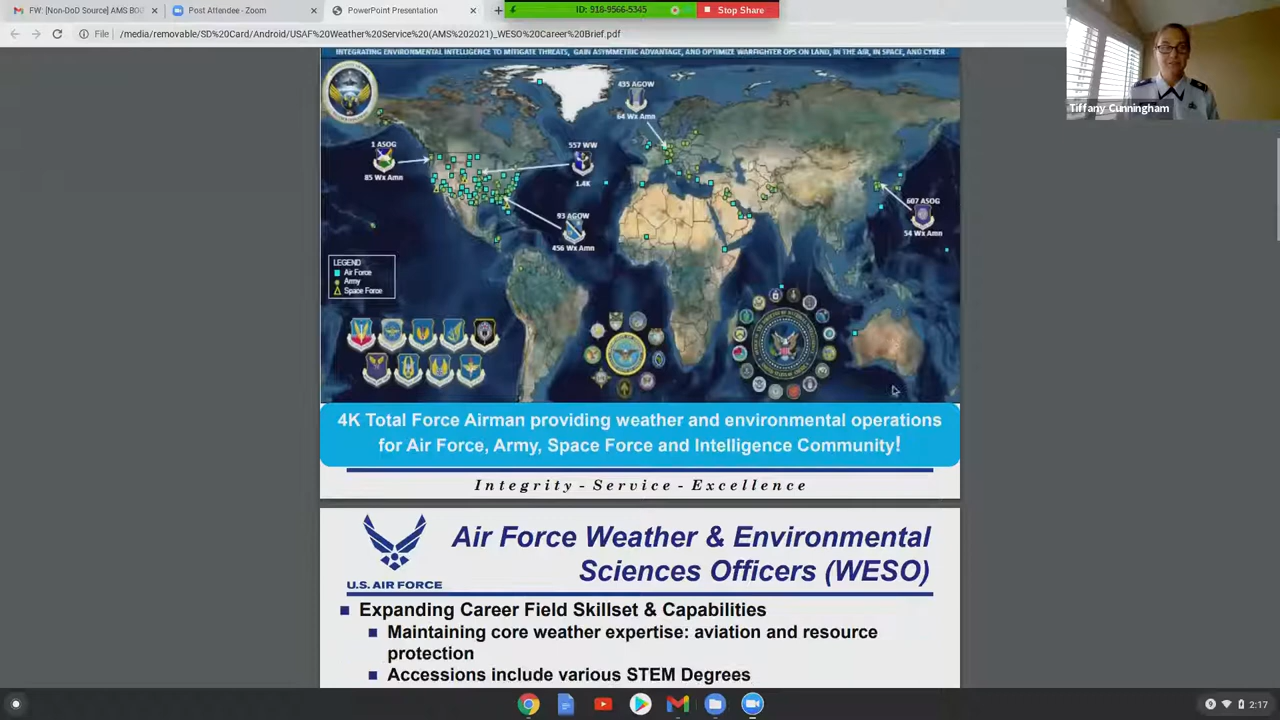 FW: [Non-DoD Source] AMS BOO
Post Attendee - Zoom
PowerPoint Presentation
ID: 918-9566-5345
Stop Share
File
/media/removable/SD%20Card/Android/USAF%20Weather%20Service%20(AMS%202021)_WESO%20Career%20Brief.pdf
Tiffany Cunningham
INTEGRATING ENVIRONMENTAL INTELLIGENCE TO MITIGATE THREATS, GAIN ASYMMETRIC ADVANTAGE, AND OPTIMIZE WARFIGHTER OPS ON LAND, IN THE AIR, IN SPACE, AND CYBER
435 AGOW
64 Wx Amn
1 ASOG
85 Wx Amn
557 WW
1.4K
93 AGOW
456 Wx Amn
607 ASOG
54 Wx Amn
LEGEND
Air Force
Army
Space Force
4K Total Force Airman providing weather and environmental operations
for Air Force, Army, Space Force and Intelligence Community!
Integrity - Service - Excellence
U.S. AIR FORCE
Air Force Weather & Environmental
Sciences Officers (WESO)
Expanding Career Field Skillset & Capabilities
Maintaining core weather expertise: aviation and resource
protection
Accessions include various STEM Degrees
2:17